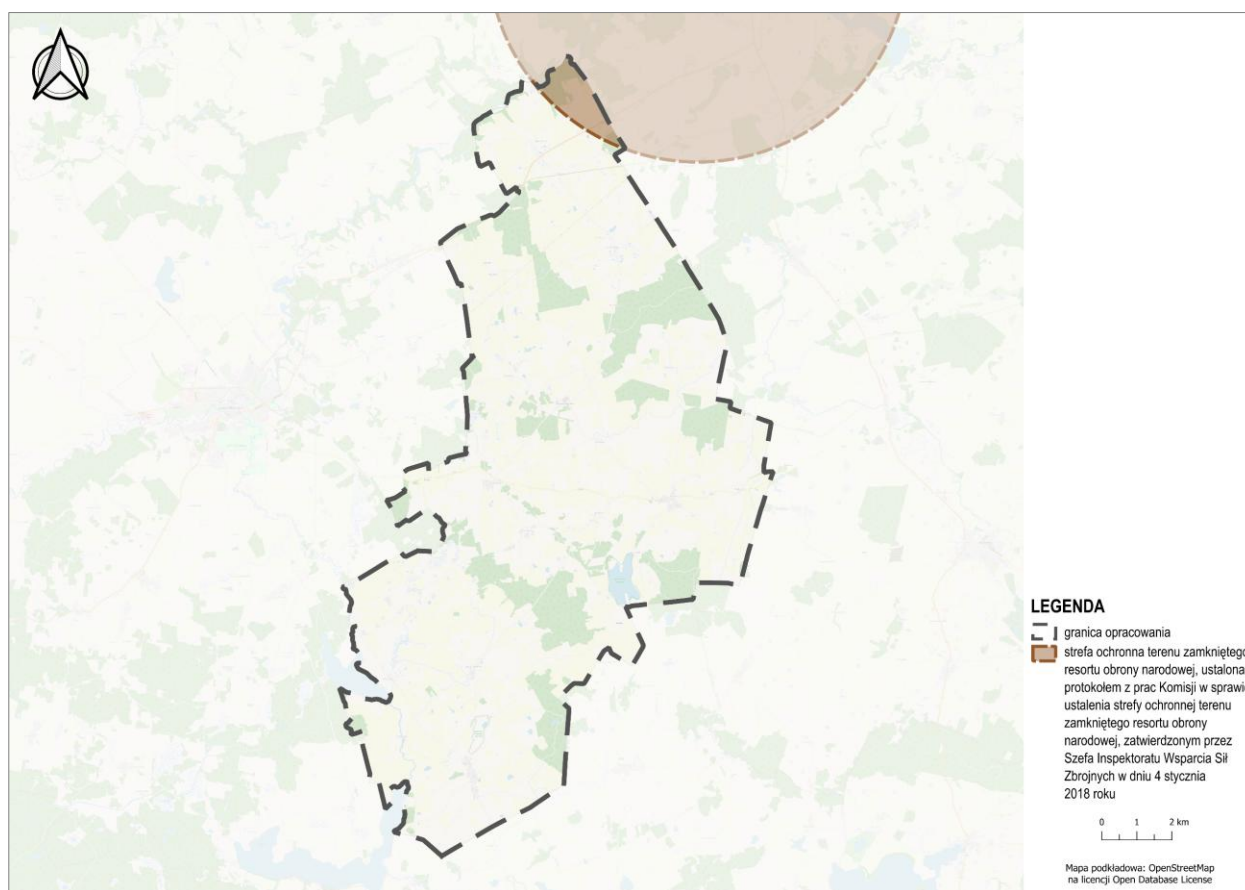 LEGENDA
granica opracowania
strefa ochronna terenu zamkniętego
resortu obrony narodowej, ustalona
protokołem z prac Komisji w sprawi
ustalenia strefy ochronnej terenu
zamkniętego resortu obrony
narodowej, zatwierdzonym przez
Szefa Inspektoratu Wsparcia Sił
Zbrojnych w dniu 4 stycznia
2018 roku
0 1 2 km
Mapa podkładowa: OpenStreetMap
na licencji Open Database License